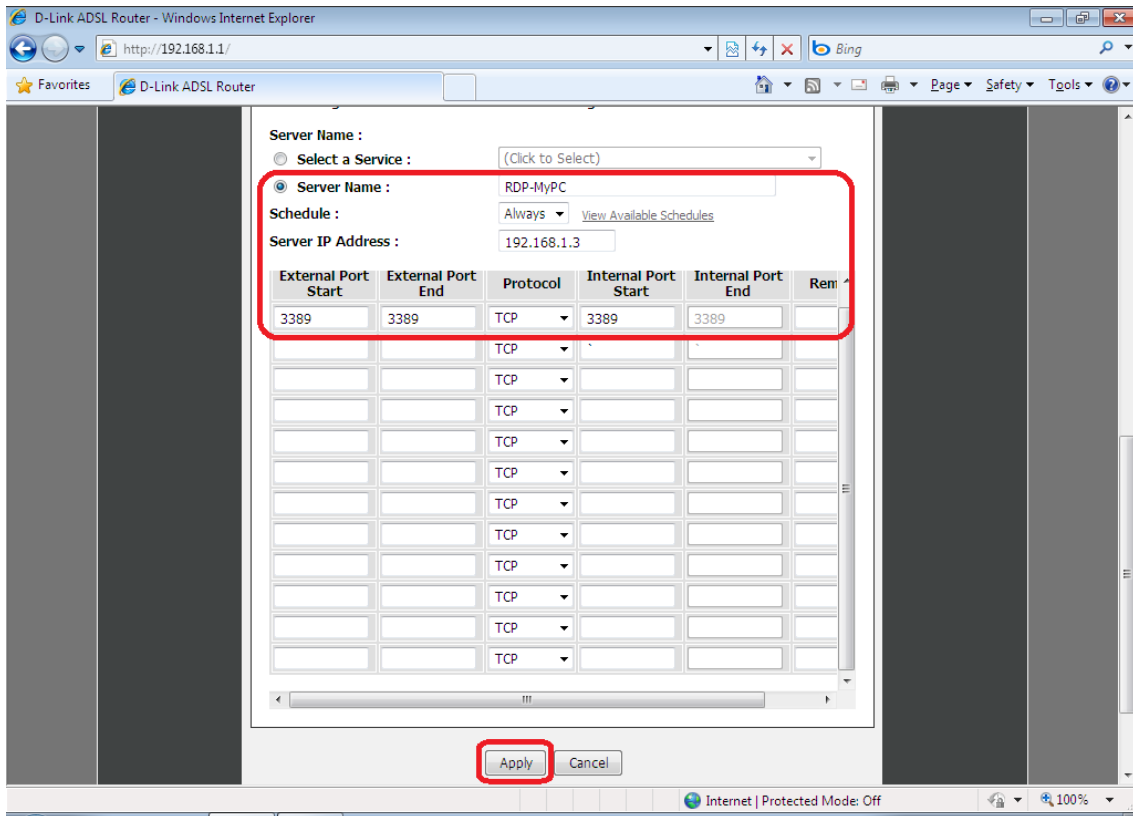 D-Link ADSL Router - Windows Internet Explorer
http://192.168.1.1/
Bing
Favorites
D-Link ADSL Router
Page
Safety
Tools
Server Name :
Select a Service :
(Click to Select)
Server Name :
RDP-MyPC
Schedule :
Always
View Available Schedules
Server IP Address :
192.168.1.3
External Port Start
External Port End
Protocol
Internal Port Start
Internal Port End
Rem
3389
3389
TCP
3389
3389
TCP
`
`
TCP
TCP
TCP
TCP
TCP
TCP
TCP
TCP
TCP
TCP
Apply
Cancel
Internet | Protected Mode: Off
100%